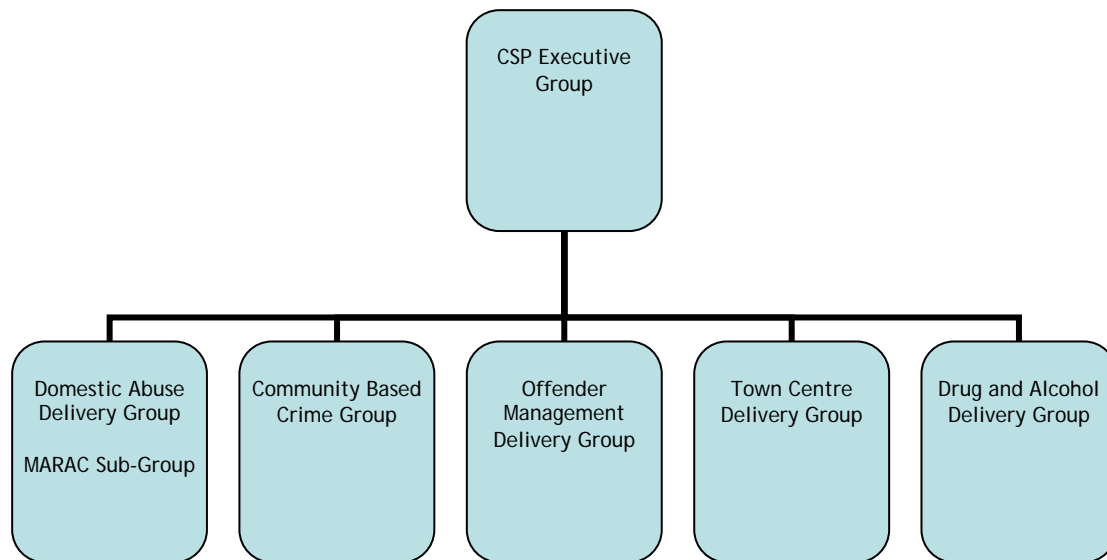 CSP Executive
Group
Domestic Abuse
Delivery Group
MARAC Sub-Group
Community Based
Crime Group
Offender
Management
Delivery Group
Town Centre
Delivery Group
Drug and Alcohol
Delivery Group